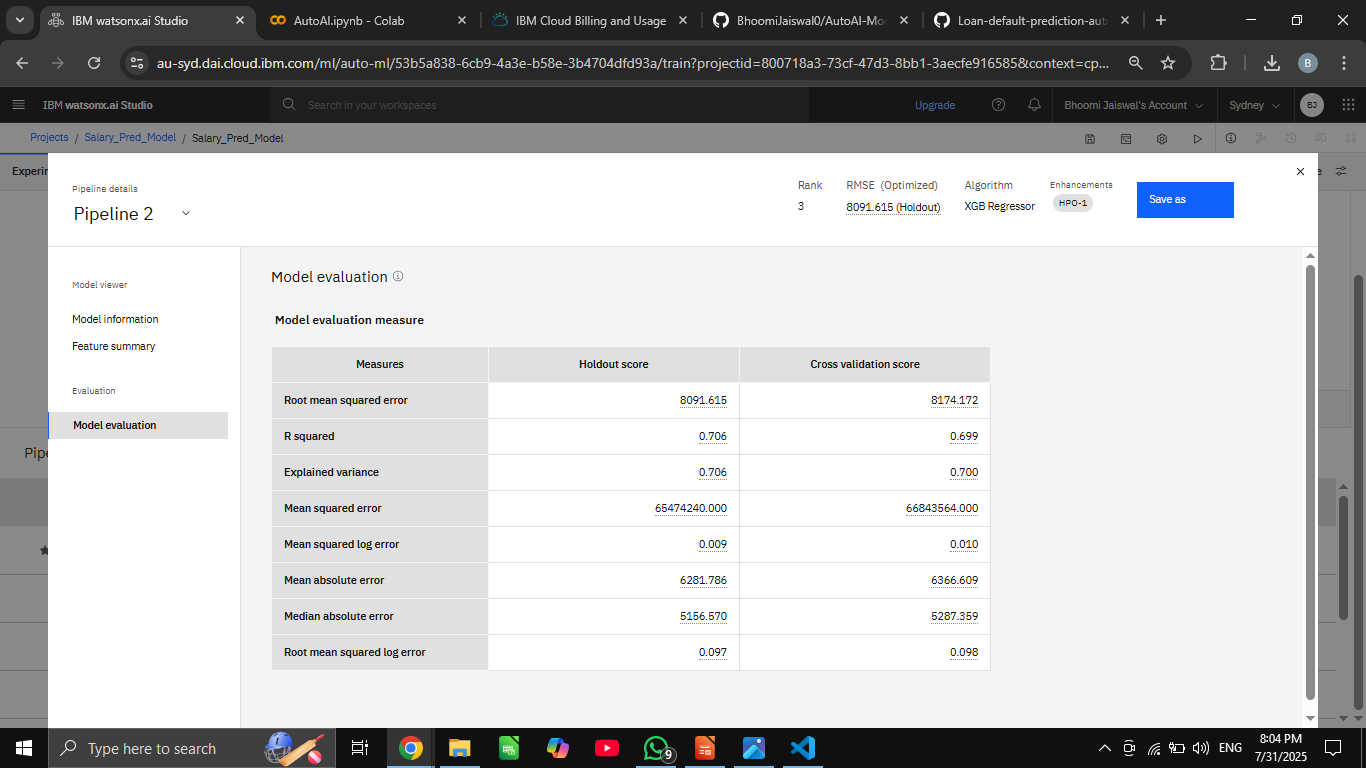 IBM watsonx.ai Studio
AutoAI.ipynb - Colab
IBM Cloud Billing and Usage
BhoomiJaiswal0/AutoAI-Mo
Loan-default-prediction-aut
au-syd.dai.cloud.ibm.com/ml/auto-ml/53b5a838-6cb9-4a3e-b58e-3b4704dfd93a/train?projectid=800718a3-73cf-47d3-8bb1-3aecfe916585&context=cp...
B
IBM watsonx.ai Studio
Search in your workspaces
Upgrade
Bhoomi Jaiswal's Account
Sydney
BJ
Projects / Salary_Pred_Model / Salary_Pred_Model
Experir
Pipeline details
Pipeline 2
Rank
3
RMSE (Optimized)
8091.615 (Holdout)
Algorithm
XGB Regressor
Enhancements
HPO-1
Save as
Model viewer
Model information
Feature summary
Evaluation
Model evaluation
Pipe
Model evaluation
Model evaluation measure
Measures Holdout score Cross validation score
Root mean squared error 8091.615 8174.172
R squared 0.706 0.699
Explained variance 0.706 0.700
Mean squared error 65474240.000 66843564.000
Mean squared log error 0.009 0.010
Mean absolute error 6281.786 6366.609
Median absolute error 5156.570 5287.359
Root mean squared log error 0.097 0.098
Type here to search
9
ENG
8:04 PM
7/31/2025